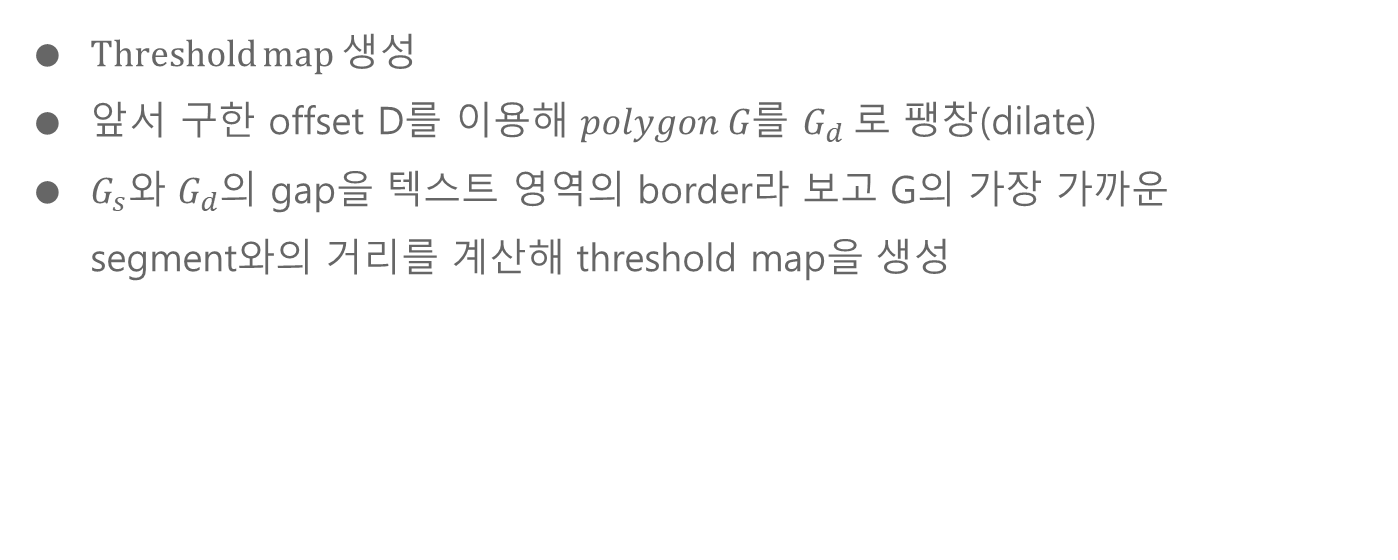 ● Threshold map 생성
● 앞서 구한 offset D를 이용해 polygon G를 G_d 로 팽창(dilate)
● G_s와 G_d의 gap을 텍스트 영역의 border라 보고 G의 가장 가까운
segment와의 거리를 계산해 threshold map을 생성